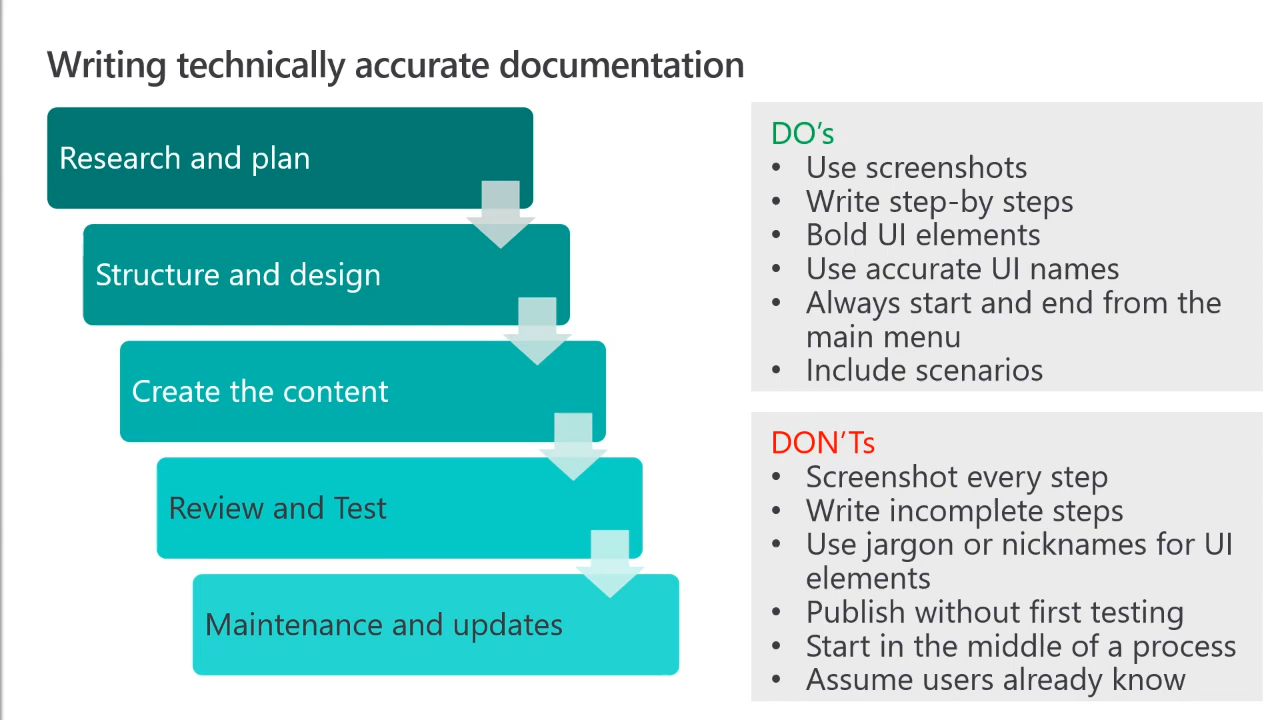 Writing technically accurate documentation
Research and plan
Structure and design
Create the content
Review and Test
Maintenance and updates
DO's
• Use screenshots
• Write step-by steps
• Bold UI elements
• Use accurate UI names
• Always start and end from the
main menu
• Include scenarios
DON'Ts
• Screenshot every step
• Write incomplete steps
• Use jargon or nicknames for UI
elements
• Publish without first testing
• Start in the middle of a process
• Assume users already know